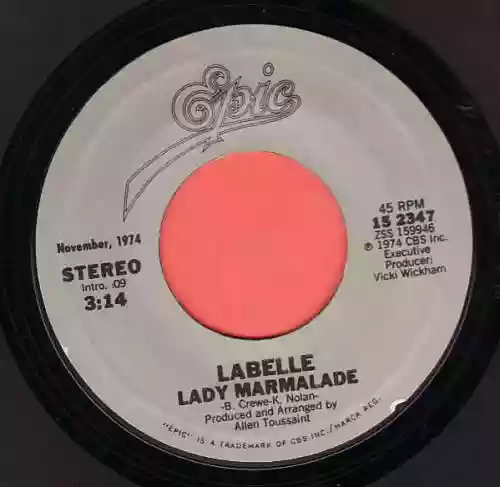 Epic
November, 1974
STEREO
Intro. :09
3:14
45 RPM
15 2347
ZSS 159946
℗ 1974 CBS Inc.
Executive
Producer:
Vicki Wickham
LABELLE
LADY MARMALADE
-B. Crewe-K. Nolan-
Produced and Arranged by
Allen Toussaint
"EPIC" IS A TRADEMARK OF CBS INC./MARCA REG.